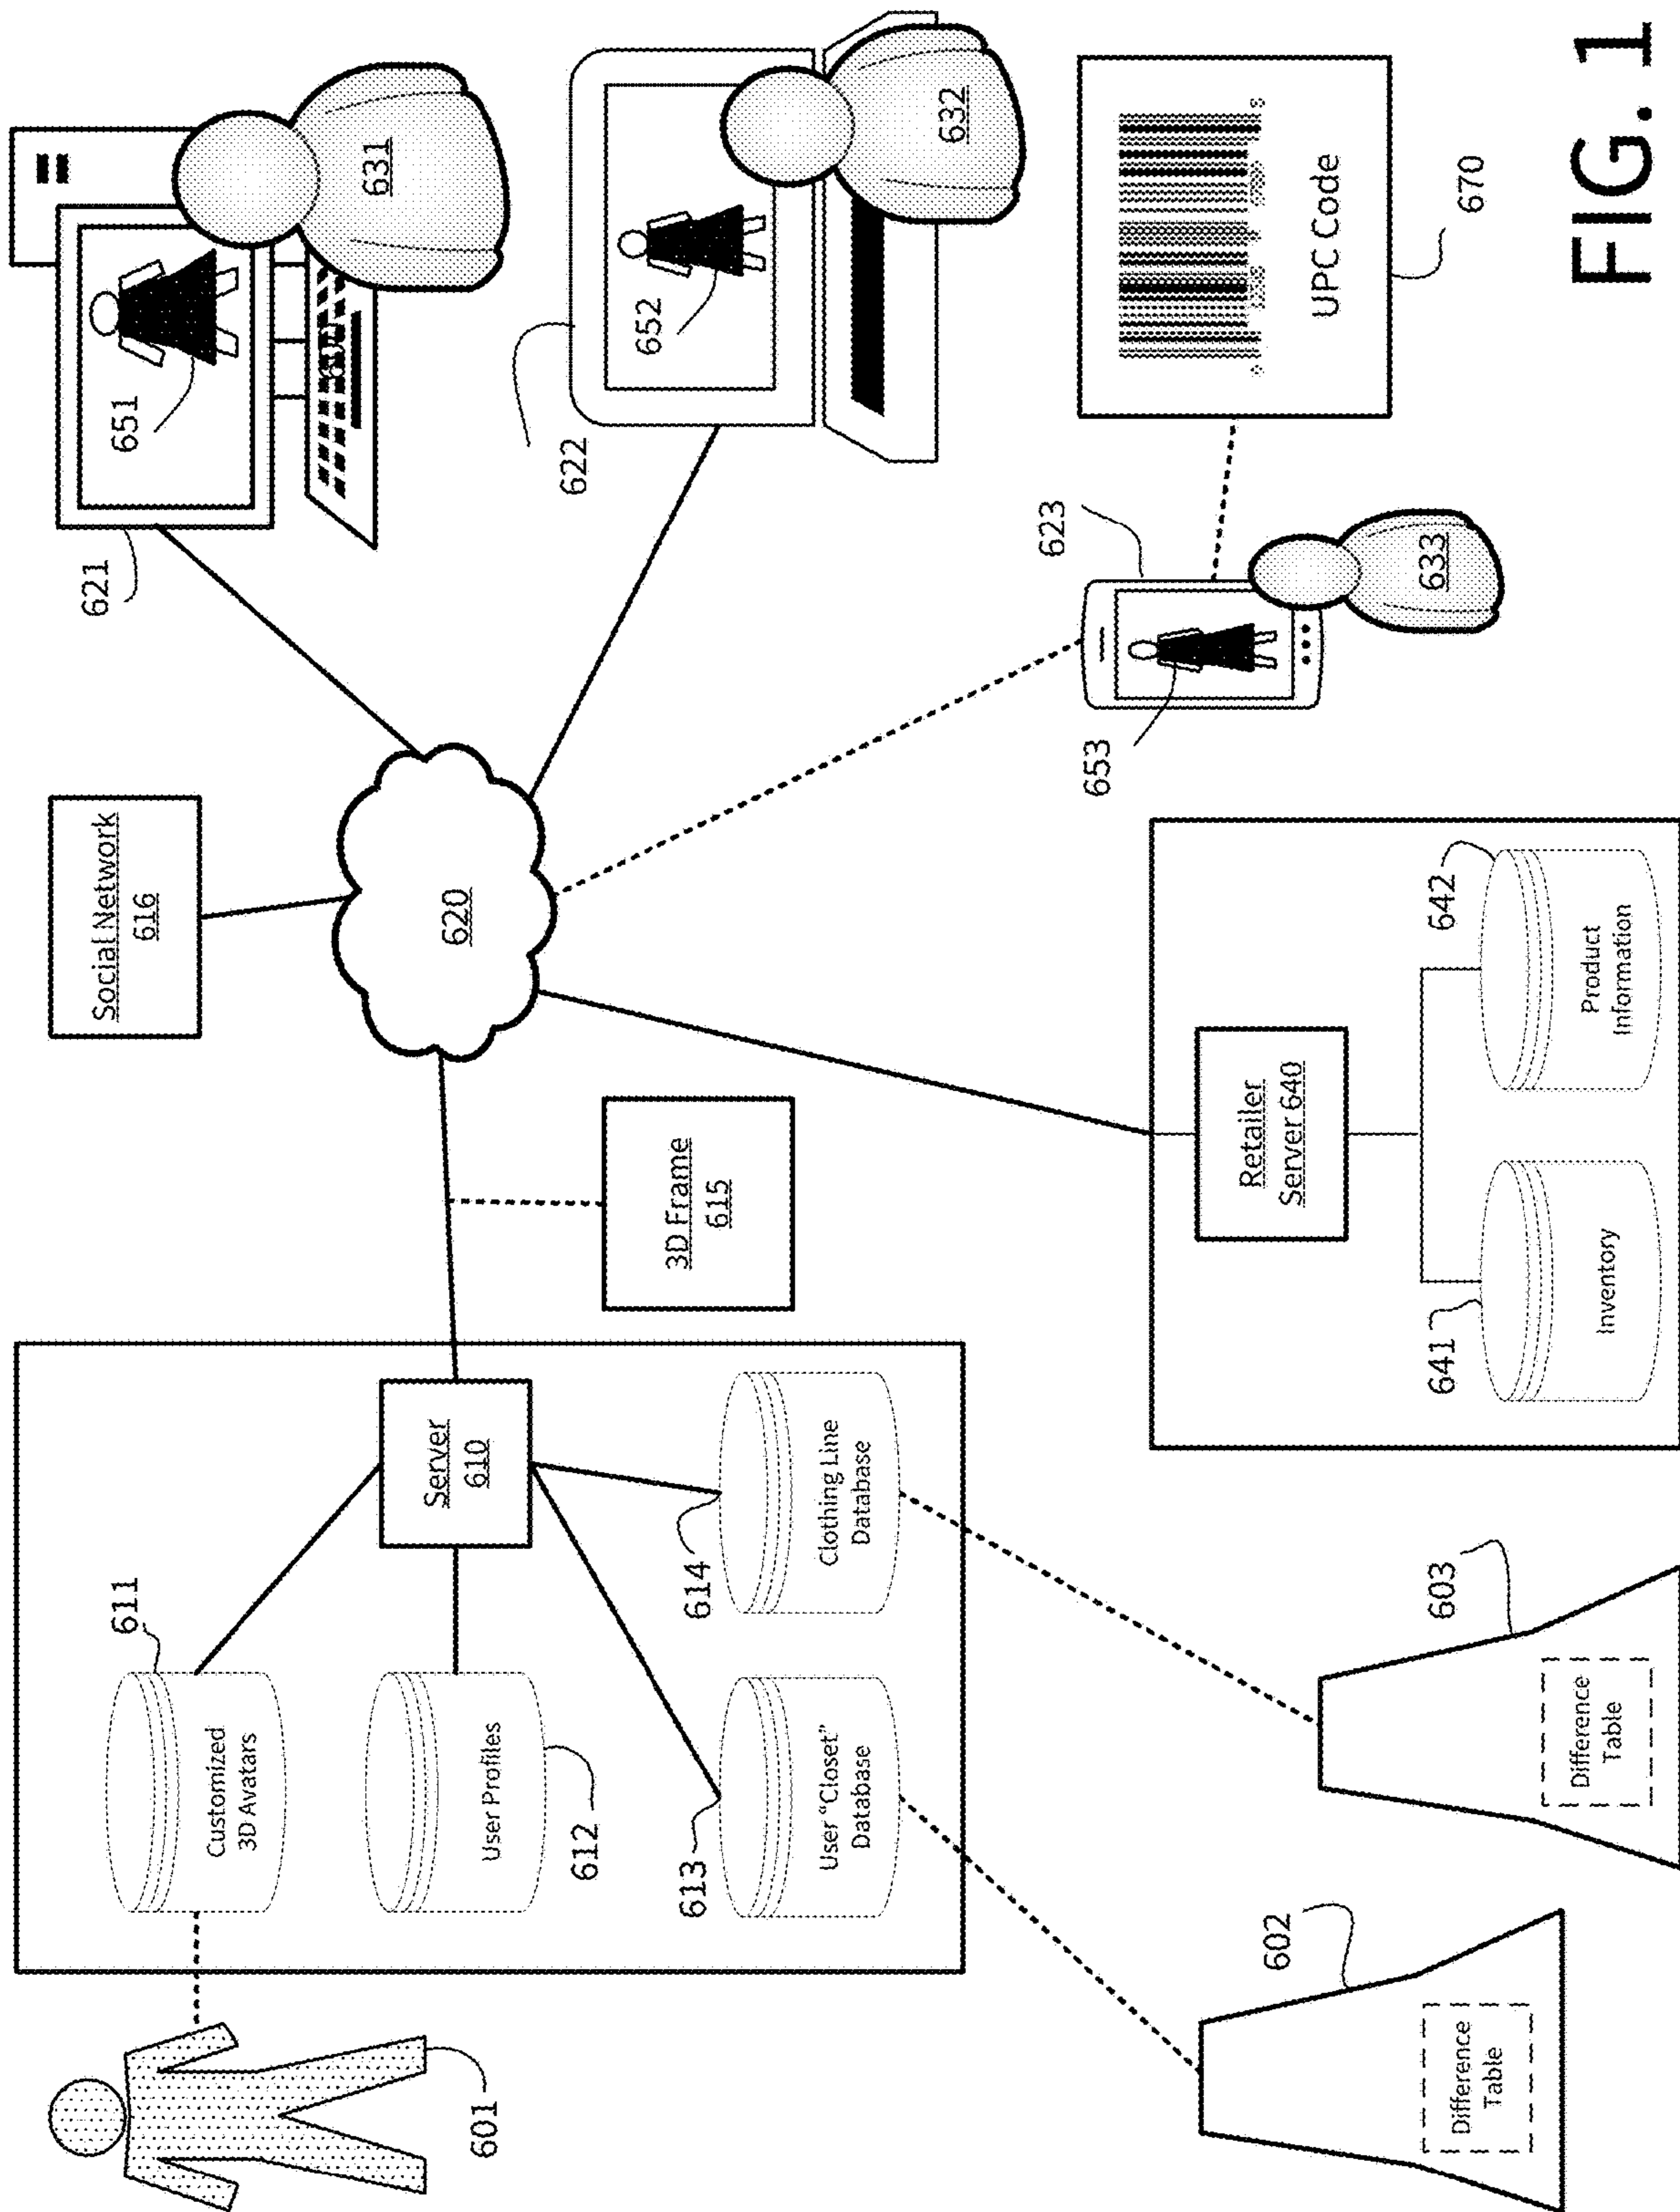 601
611
Customized
3D Avatars
User Profiles
612
613
User "Closet"
Database
614
Clothing Line
Database
Server
610
602
Difference
Table
603
Difference
Table
3D Frame
615
Social Network
616
620
Retailer
Server 640
641
Inventory
642
Product
Information
621
651
631
622
652
632
623
653
633
UPC Code
670
FIG. 1